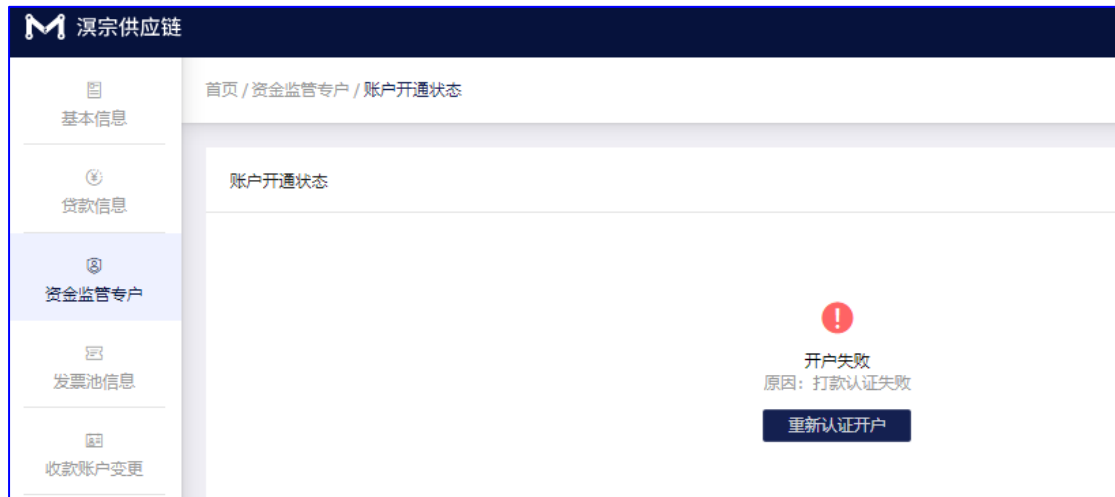 溟宗供应链
首页 / 资金监管专户 / 账户开通状态
基本信息
贷款信息
资金监管专户
发票池信息
收款账户变更
账户开通状态
开户失败
原因：打款认证失败
重新认证开户